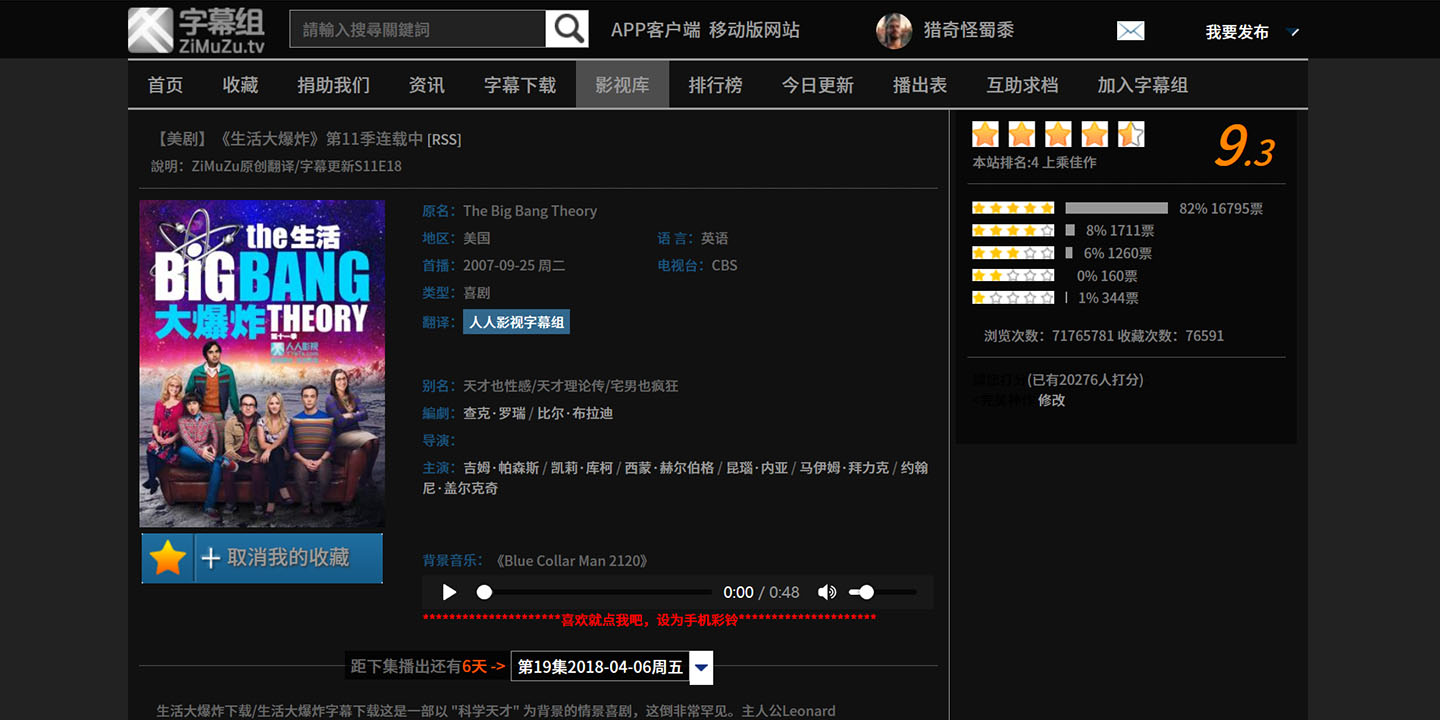 字幕组
ZiMuZu.tv
請輸入搜尋關鍵詞
APP客户端 移动版网站
猎奇怪蜀黍
我要发布
首页 收藏 捐助我们 资讯 字幕下载 影视库 排行榜 今日更新 播出表 互助求档 加入字幕组
【美剧】《生活大爆炸》第11季连载中 [RSS]
說明：ZiMuZu原创翻译/字幕更新S11E18
the生活
BIG BANG
大爆炸THEORY
第十一季
人人影视
取消我的收藏
原名：The Big Bang Theory
地区：美国 语 言：英语
首播：2007-09-25 周二 电视台：CBS
类型：喜剧
翻译：人人影视字幕组
别名：天才也性感/天才理论传/宅男也疯狂
編劇：查克·罗瑞 / 比尔·布拉迪
导演：
主演：吉姆·帕森斯 / 凯莉·库柯 / 西蒙·赫尔伯格 / 昆瑙·内亚 / 马伊姆·拜力克 / 约翰
尼·盖尔克奇
背景音乐：《Blue Collar Man 2120》
0:00 / 0:48
*********************喜欢就点我吧，设为手机彩铃*********************
距下集播出还有6天 -> 第19集2018-04-06周五
生活大爆炸下载/生活大爆炸字幕下载这是一部以 "科学天才" 为背景的情景喜剧，这倒非常罕见。主人公Leonard
9.3
本站排名:4 上乘佳作
82% 16795票
8% 1711票
6% 1260票
0% 160票
1% 344票
浏览次数：71765781 收藏次数：76591
(已有20276人打分)
修改